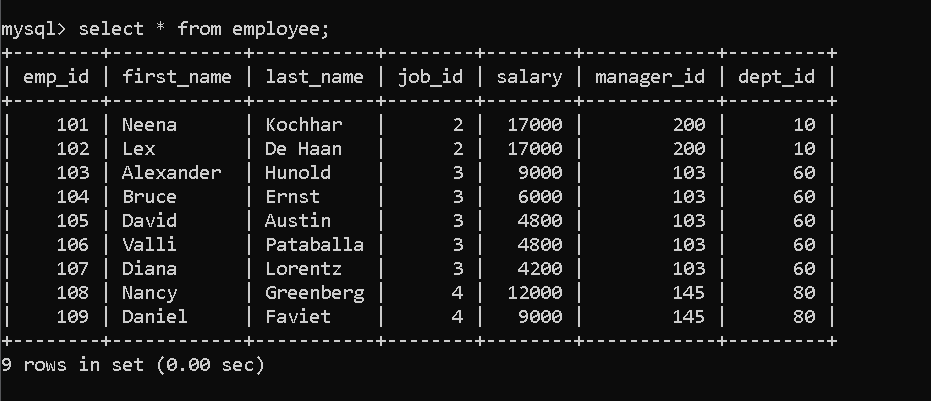 mysql> select * from employee;
+--------+------------+-----------+--------+--------+------------+---------+
| emp_id | first_name | last_name | job_id | salary | manager_id | dept_id |
+--------+------------+-----------+--------+--------+------------+---------+
|    101 | Neena      | Kochhar   |      2 |  17000 |        200 |      10 |
|    102 | Lex        | De Haan   |      2 |  17000 |        200 |      10 |
|    103 | Alexander  | Hunold    |      3 |   9000 |        103 |      60 |
|    104 | Bruce      | Ernst     |      3 |   6000 |        103 |      60 |
|    105 | David      | Austin    |      3 |   4800 |        103 |      60 |
|    106 | Valli      | Pataballa |      3 |   4800 |        103 |      60 |
|    107 | Diana      | Lorentz   |      3 |   4200 |        103 |      60 |
|    108 | Nancy      | Greenberg |      4 |  12000 |        145 |      80 |
|    109 | Daniel     | Faviet    |      4 |   9000 |        145 |      80 |
+--------+------------+-----------+--------+--------+------------+---------+
9 rows in set (0.00 sec)